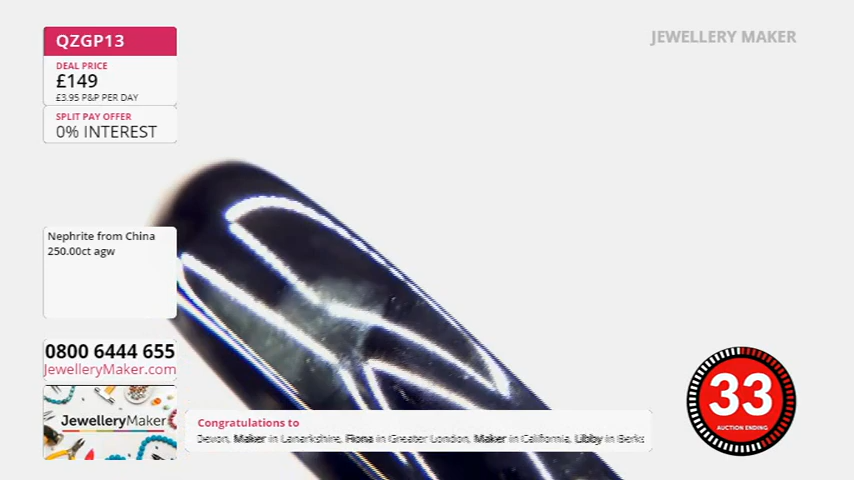 QZGP13
DEAL PRICE
£149
£3.95 P&P PER DAY
SPLIT PAY OFFER
0% INTEREST
JEWELLERY MAKER
Nephrite from China
250.00ct agw
0800 6444 655
JewelleryMaker.com
JewelleryMaker
Congratulations to
Devon, Maker in Lanarkshire, Fiona in Greater London, Maker in California, Libby in Berks
33
AUCTION ENDING